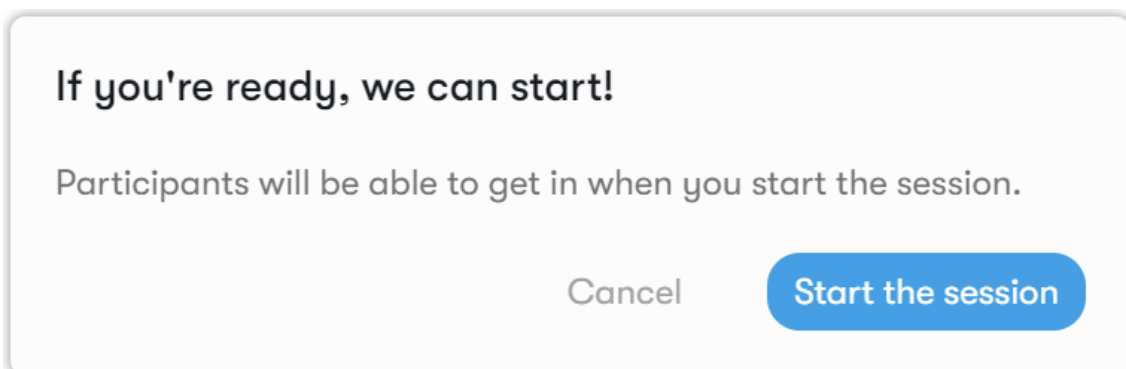 If you're ready, we can start!
Participants will be able to get in when you start the session.
Cancel
Start the session